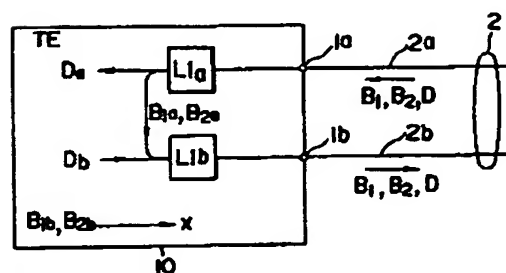 TE
1a
2a
2
Da
L1a
B1, B2, D
B1a, B2a
1b
2b
Db
L1b
B1, B2, D
B1b, B2b
X
10